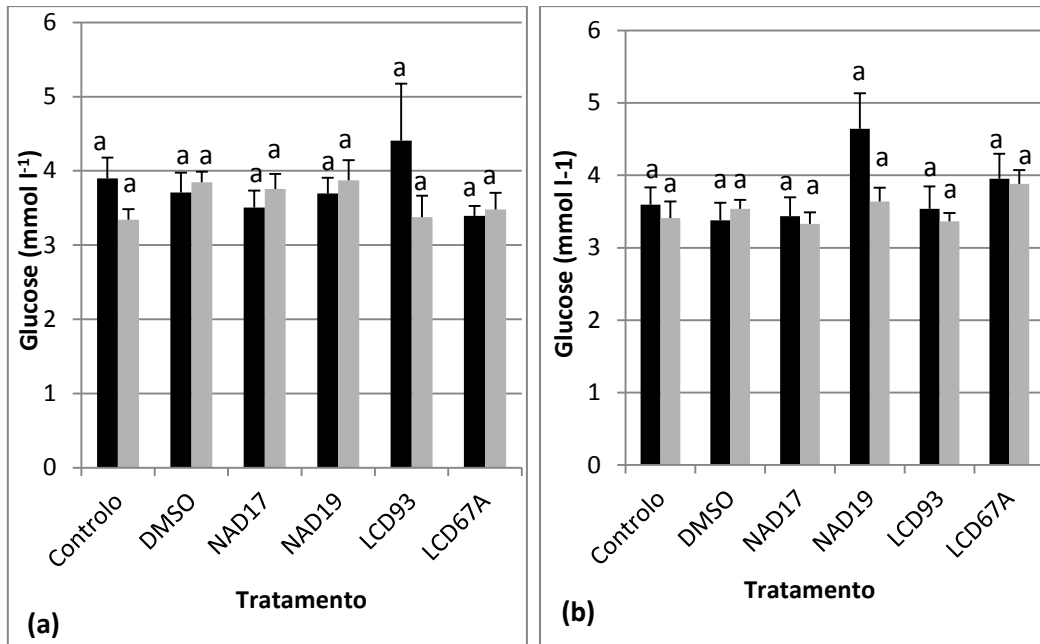 6
5
4
3
2
1
0
Glucose (mmol l-1)
a
a
a
a
a
a
a
a
a
a
a
a
Controlo
DMSO
NAD17
NAD19
LCD93
LCD67A
Tratamento
(a)
6
5
4
3
2
1
0
Glucose (mmol l-1)
a
a
a
a
a
a
a
a
a
a
a
a
Controlo
DMSO
NAD17
NAD19
LCD93
LCD67A
Tratamento
(b)